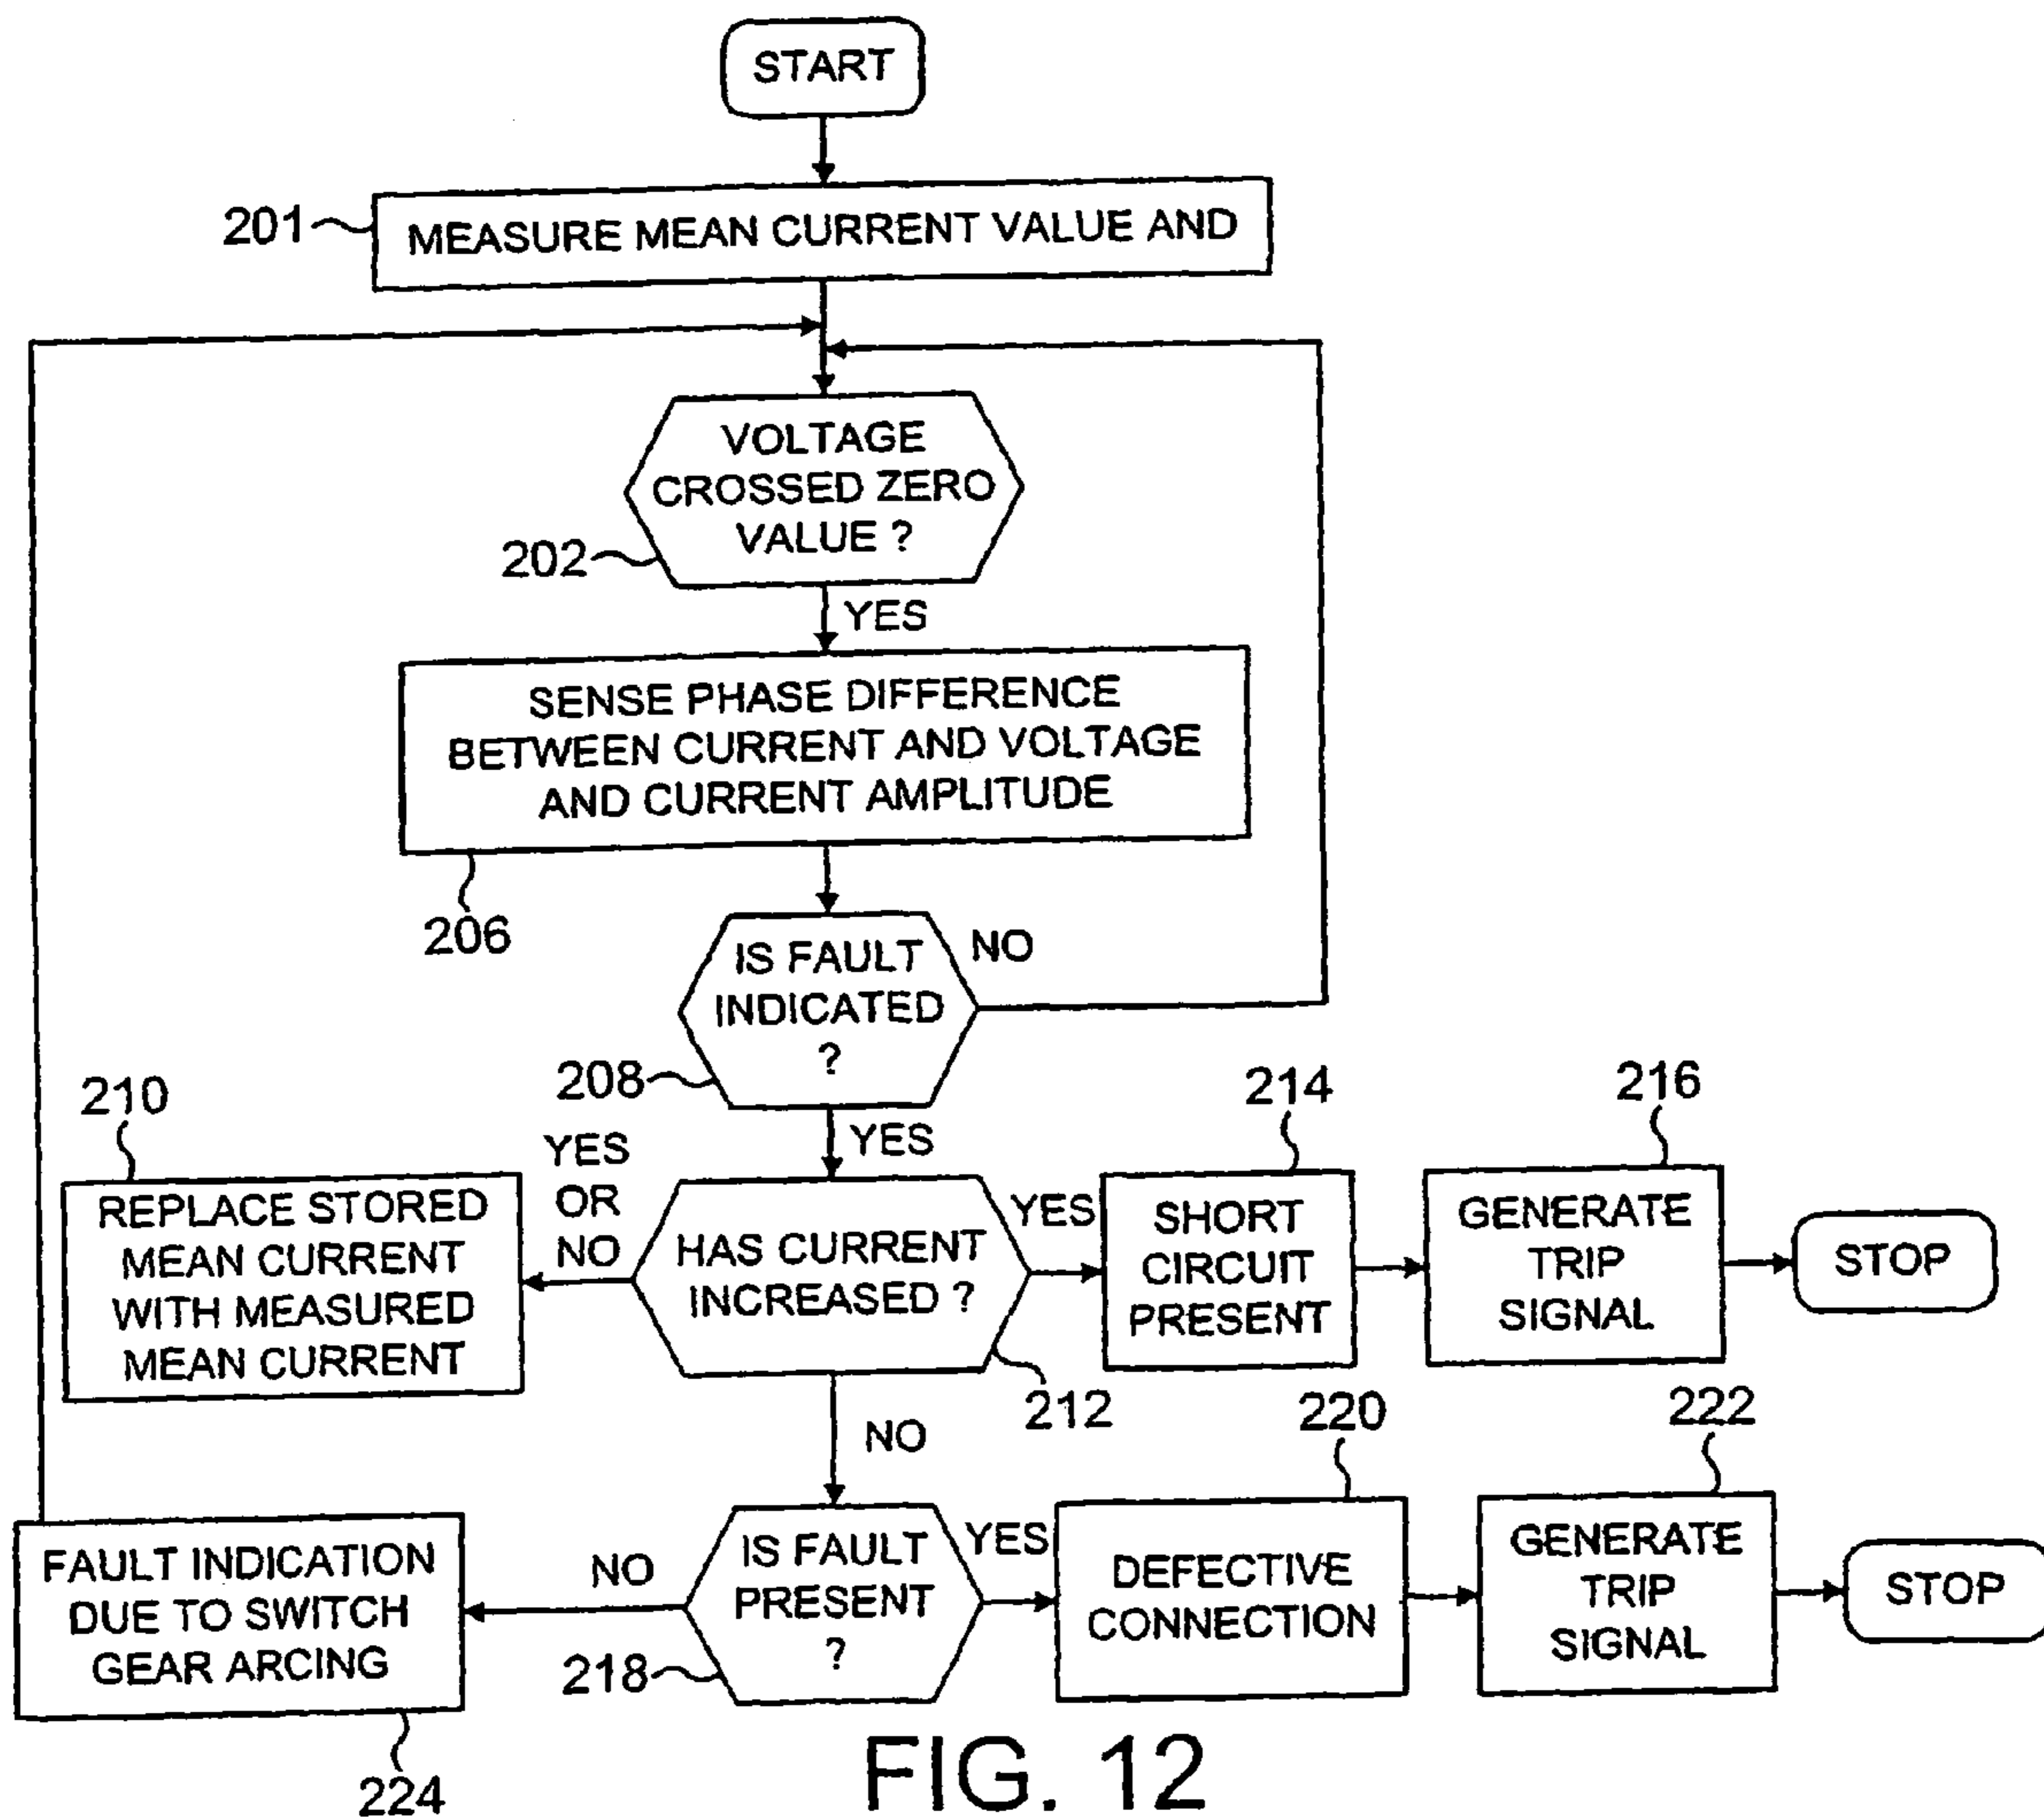 START
201
MEASURE MEAN CURRENT VALUE AND
VOLTAGE
CROSSED ZERO
VALUE ?
202
YES
SENSE PHASE DIFFERENCE
BETWEEN CURRENT AND VOLTAGE
AND CURRENT AMPLITUDE
206
IS FAULT
INDICATED
?
NO
208
YES
210
REPLACE STORED
MEAN CURRENT
WITH MEASURED
MEAN CURRENT
YES
OR
NO
HAS CURRENT
INCREASED ?
212
YES
214
SHORT
CIRCUIT
PRESENT
216
GENERATE
TRIP
SIGNAL
STOP
NO
FAULT INDICATION
DUE TO SWITCH
GEAR ARCING
224
NO
IS FAULT
PRESENT
?
218
YES
220
DEFECTIVE
CONNECTION
222
GENERATE
TRIP
SIGNAL
STOP
FIG. 12